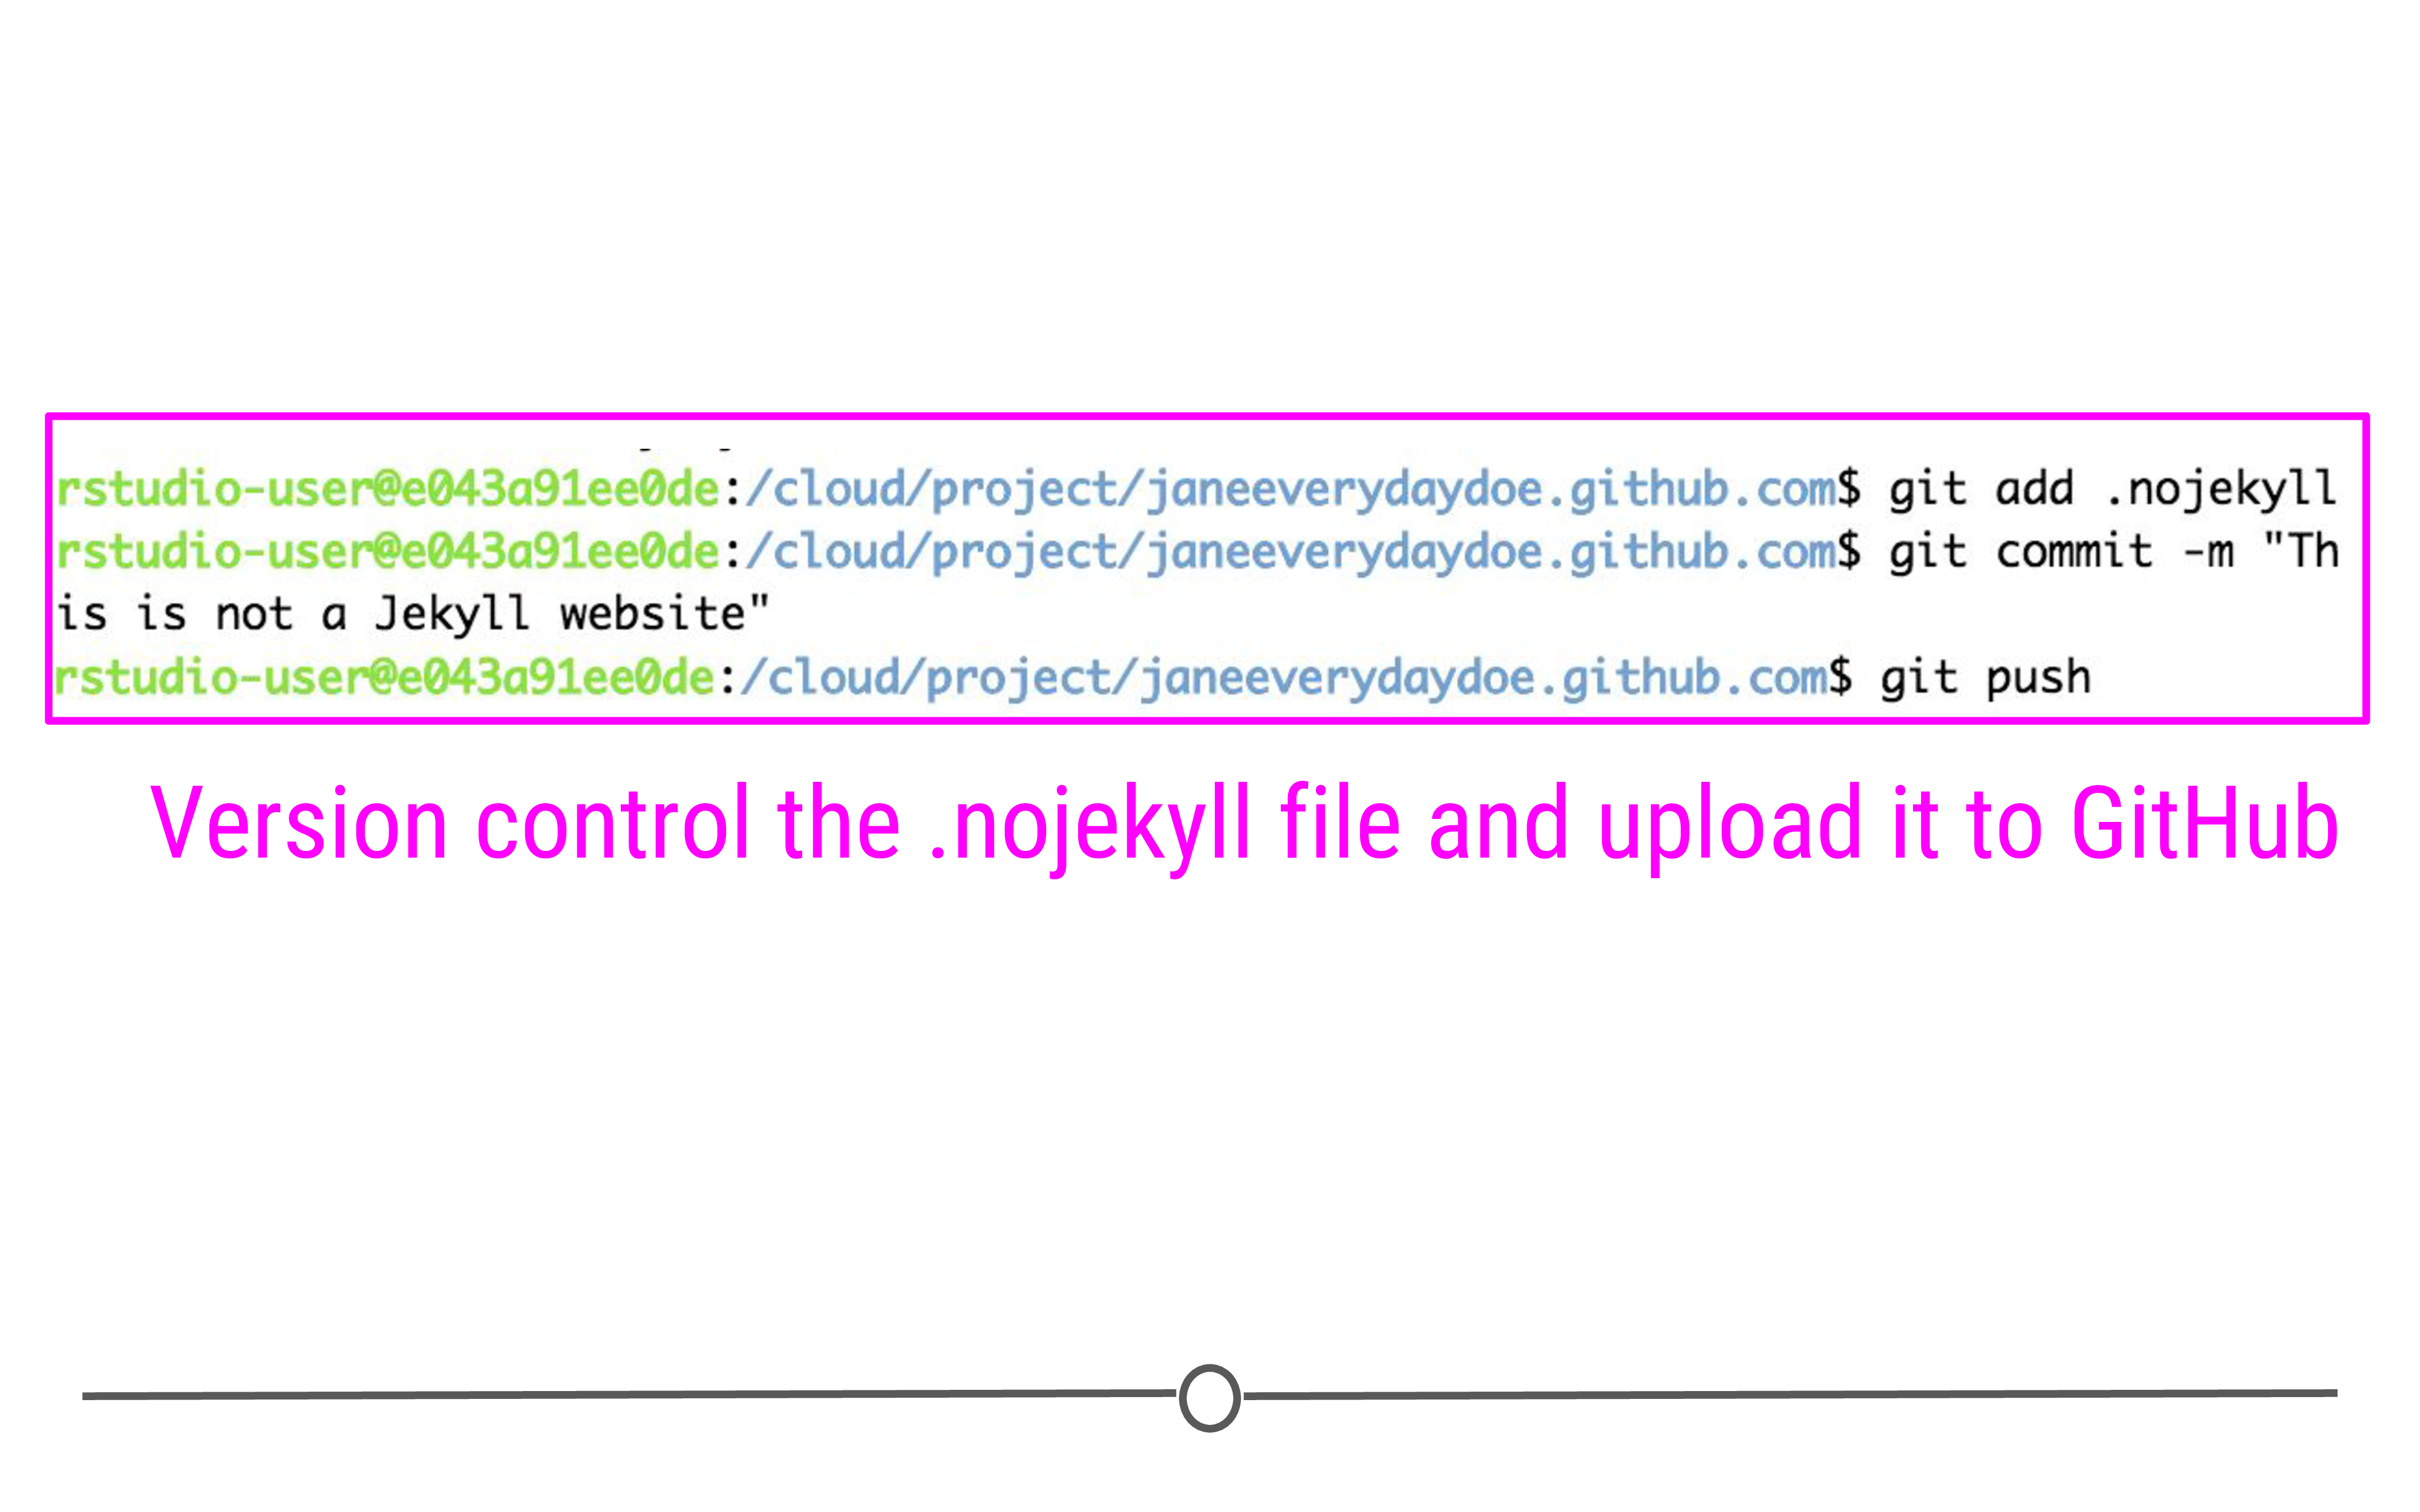 rstudio-user@e043a91ee0de:/cloud/project/janeeverydaydoe.github.com$ git add .nojekyll
rstudio-user@e043a91ee0de:/cloud/project/janeeverydaydoe.github.com$ git commit -m "Th
is is not a Jekyll website"
rstudio-user@e043a91ee0de:/cloud/project/janeeverydaydoe.github.com$ git push
Version control the .nojekyll file and upload it to GitHub